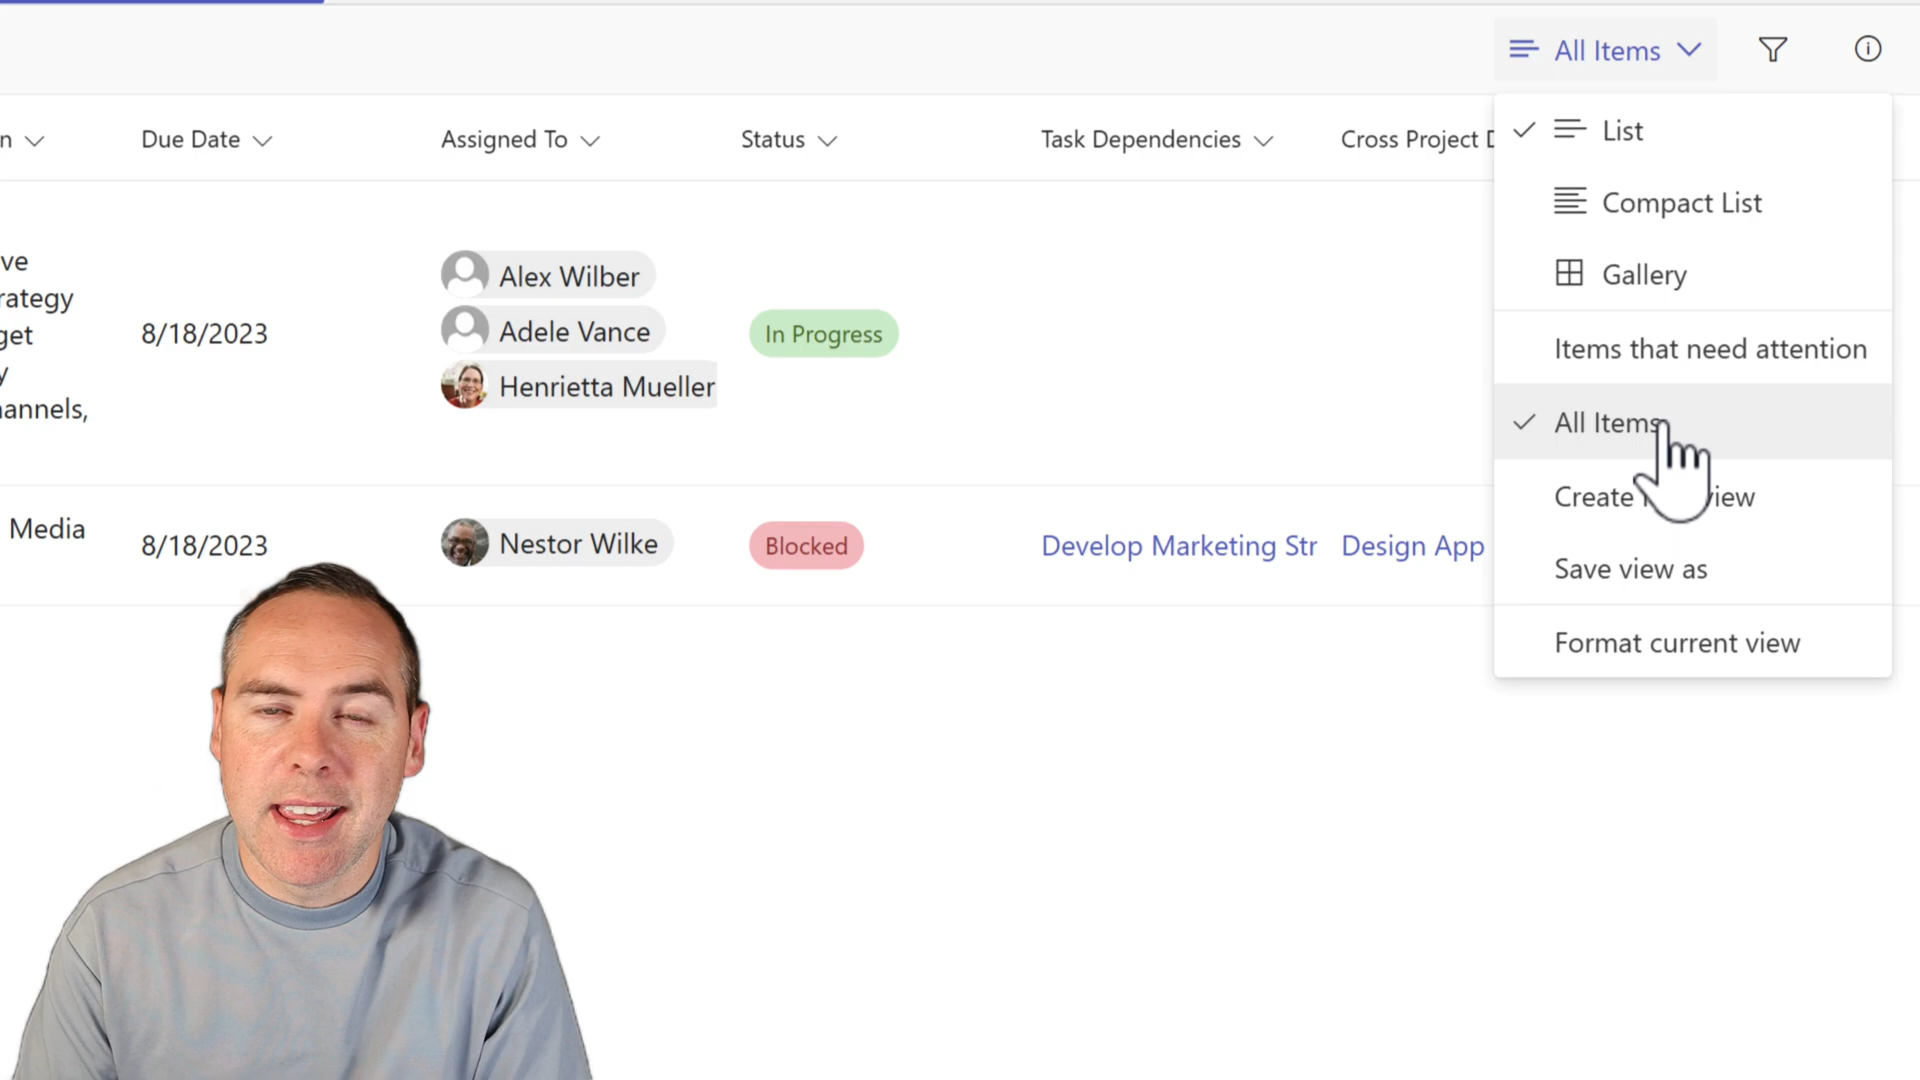 All Items
n
Due Date
Assigned To
Status
Task Dependencies
Cross Project D
List
Compact List
Gallery
Items that need attention
All Items
Create
iew
Save view as
Format current view
ve
rategy
get
y
annels,
8/18/2023
Alex Wilber
Adele Vance
Henrietta Mueller
In Progress
Media
8/18/2023
Nestor Wilke
Blocked
Develop Marketing Str
Design App